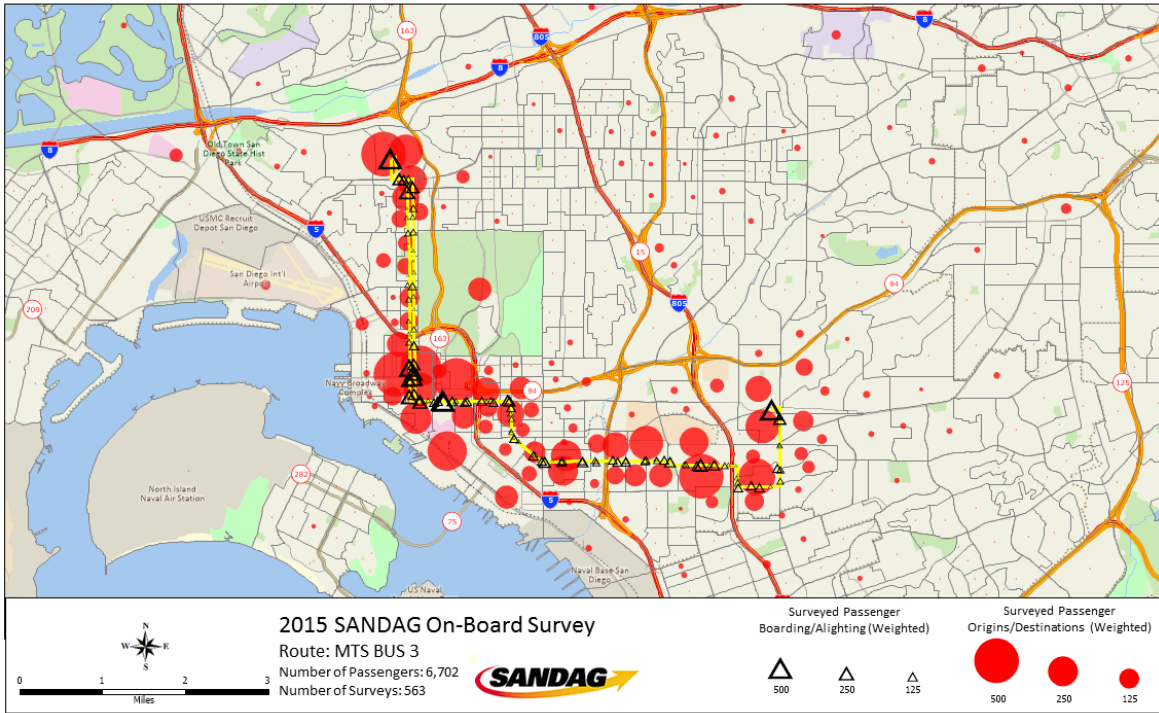 163
805
8
8
8
Old Town San
Diego State Hist
Park
USMC Recruit
Depot San Diego
5
15
San Diego Int'l
Airport
94
805
209
163
125
Navy Broadway
Complex
94
282
North Island
Naval Air Station
5
75
Naval Base San
Diego
US Naval
N
W E
S
0 1 2 3
Miles
2015 SANDAG On-Board Survey
Route: MTS BUS 3
Number of Passengers: 6,702
Number of Surveys: 563
SANDAG
Surveyed Passenger
Boarding/Alighting (Weighted)
500 250 125
Surveyed Passenger
Origins/Destinations (Weighted)
500 250 125